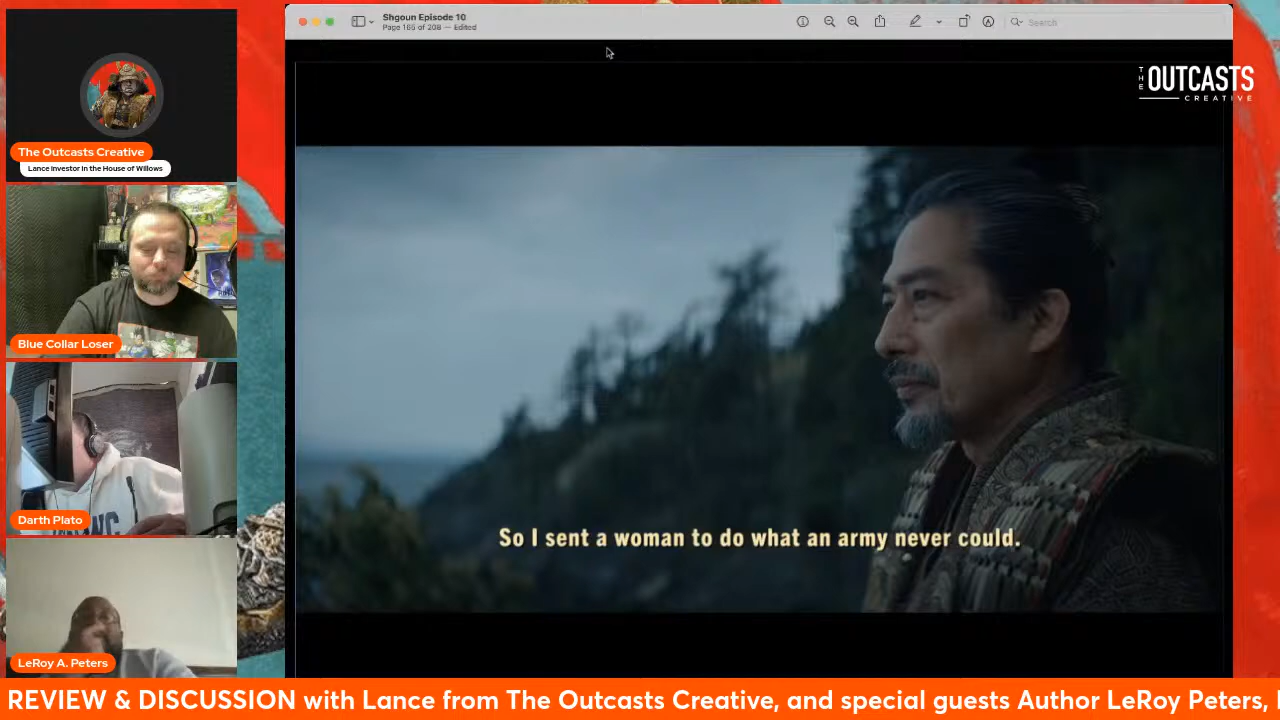 The Outcasts Creative
Lance Investor in the House of Willows
Blue Collar Loser
Darth Plato
LeRoy A. Peters
Shgoun Episode 10
Page 165 of 208 — Edited
Search
THE OUTCASTS
CREATIVE
So I sent a woman to do what an army never could.
REVIEW & DISCUSSION with Lance from The Outcasts Creative, and special guests Author LeRoy Peters,